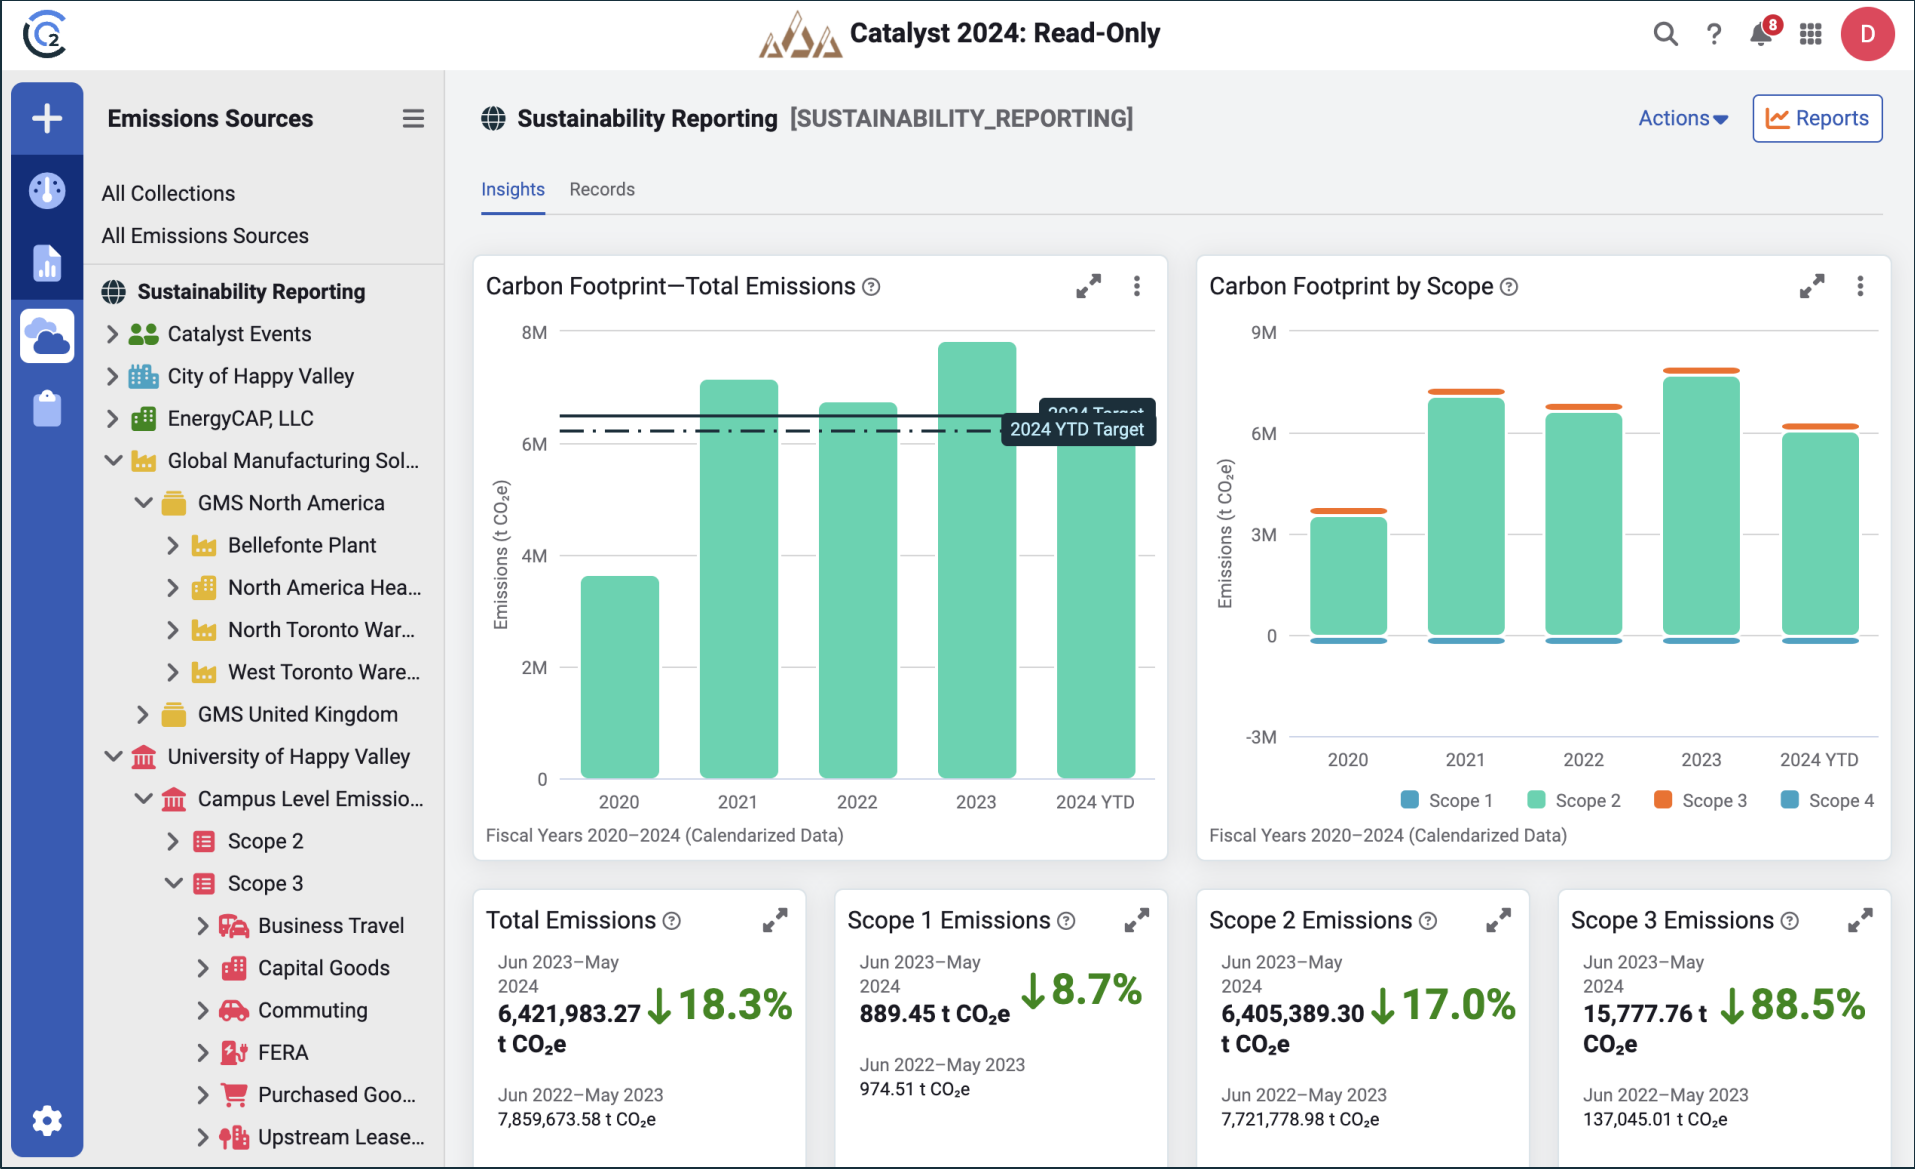 2
Catalyst 2024: Read-Only
8
D
Emissions Sources
All Collections
All Emissions Sources
Sustainability Reporting
Catalyst Events
City of Happy Valley
EnergyCAP, LLC
Global Manufacturing Sol...
GMS North America
Bellefonte Plant
North America Hea...
North Toronto War...
West Toronto Ware...
GMS United Kingdom
University of Happy Valley
Campus Level Emissio...
Scope 2
Scope 3
Business Travel
Capital Goods
Commuting
FERA
Purchased Goo...
Upstream Lease...
Sustainability Reporting [SUSTAINABILITY_REPORTING]
Actions
Reports
Insights
Records
Carbon Footprint—Total Emissions
8M
6M
4M
2M
0
Emissions (t CO₂e)
2024 Target
2024 YTD Target
2020
2021
2022
2023
2024 YTD
Fiscal Years 2020–2024 (Calendarized Data)
Carbon Footprint by Scope
9M
6M
3M
0
-3M
Emissions (t CO₂e)
2020
2021
2022
2023
2024 YTD
Scope 1
Scope 2
Scope 3
Scope 4
Fiscal Years 2020–2024 (Calendarized Data)
Total Emissions
Jun 2023–May
2024
6,421,983.27
t CO₂e
↓18.3%
Jun 2022–May 2023
7,859,673.58 t CO₂e
Scope 1 Emissions
Jun 2023–May
2024
889.45 t CO₂e
↓8.7%
Jun 2022–May 2023
974.51 t CO₂e
Scope 2 Emissions
Jun 2023–May
2024
6,405,389.30
t CO₂e
↓17.0%
Jun 2022–May 2023
7,721,778.98 t CO₂e
Scope 3 Emissions
Jun 2023–May
2024
15,777.76 t
CO₂e
↓88.5%
Jun 2022–May 2023
137,045.01 t CO₂e